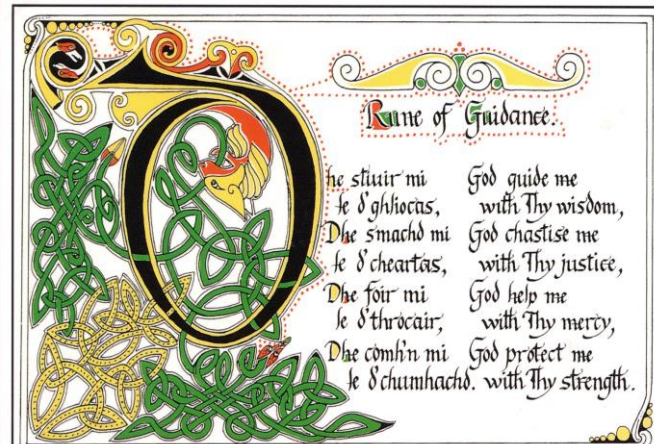 Rune of Guidance.
Dhe stiuir mi
le d'ghliocas,
Dhe smachd mi
le d'cheartas,
Dhe foir mi
le d'throcair,
Dhe comh'n mi
le d'chumhachd.
God guide me
with Thy wisdom,
God chastise me
with Thy justice,
God help me
with Thy mercy,
God protect me
with Thy strength.